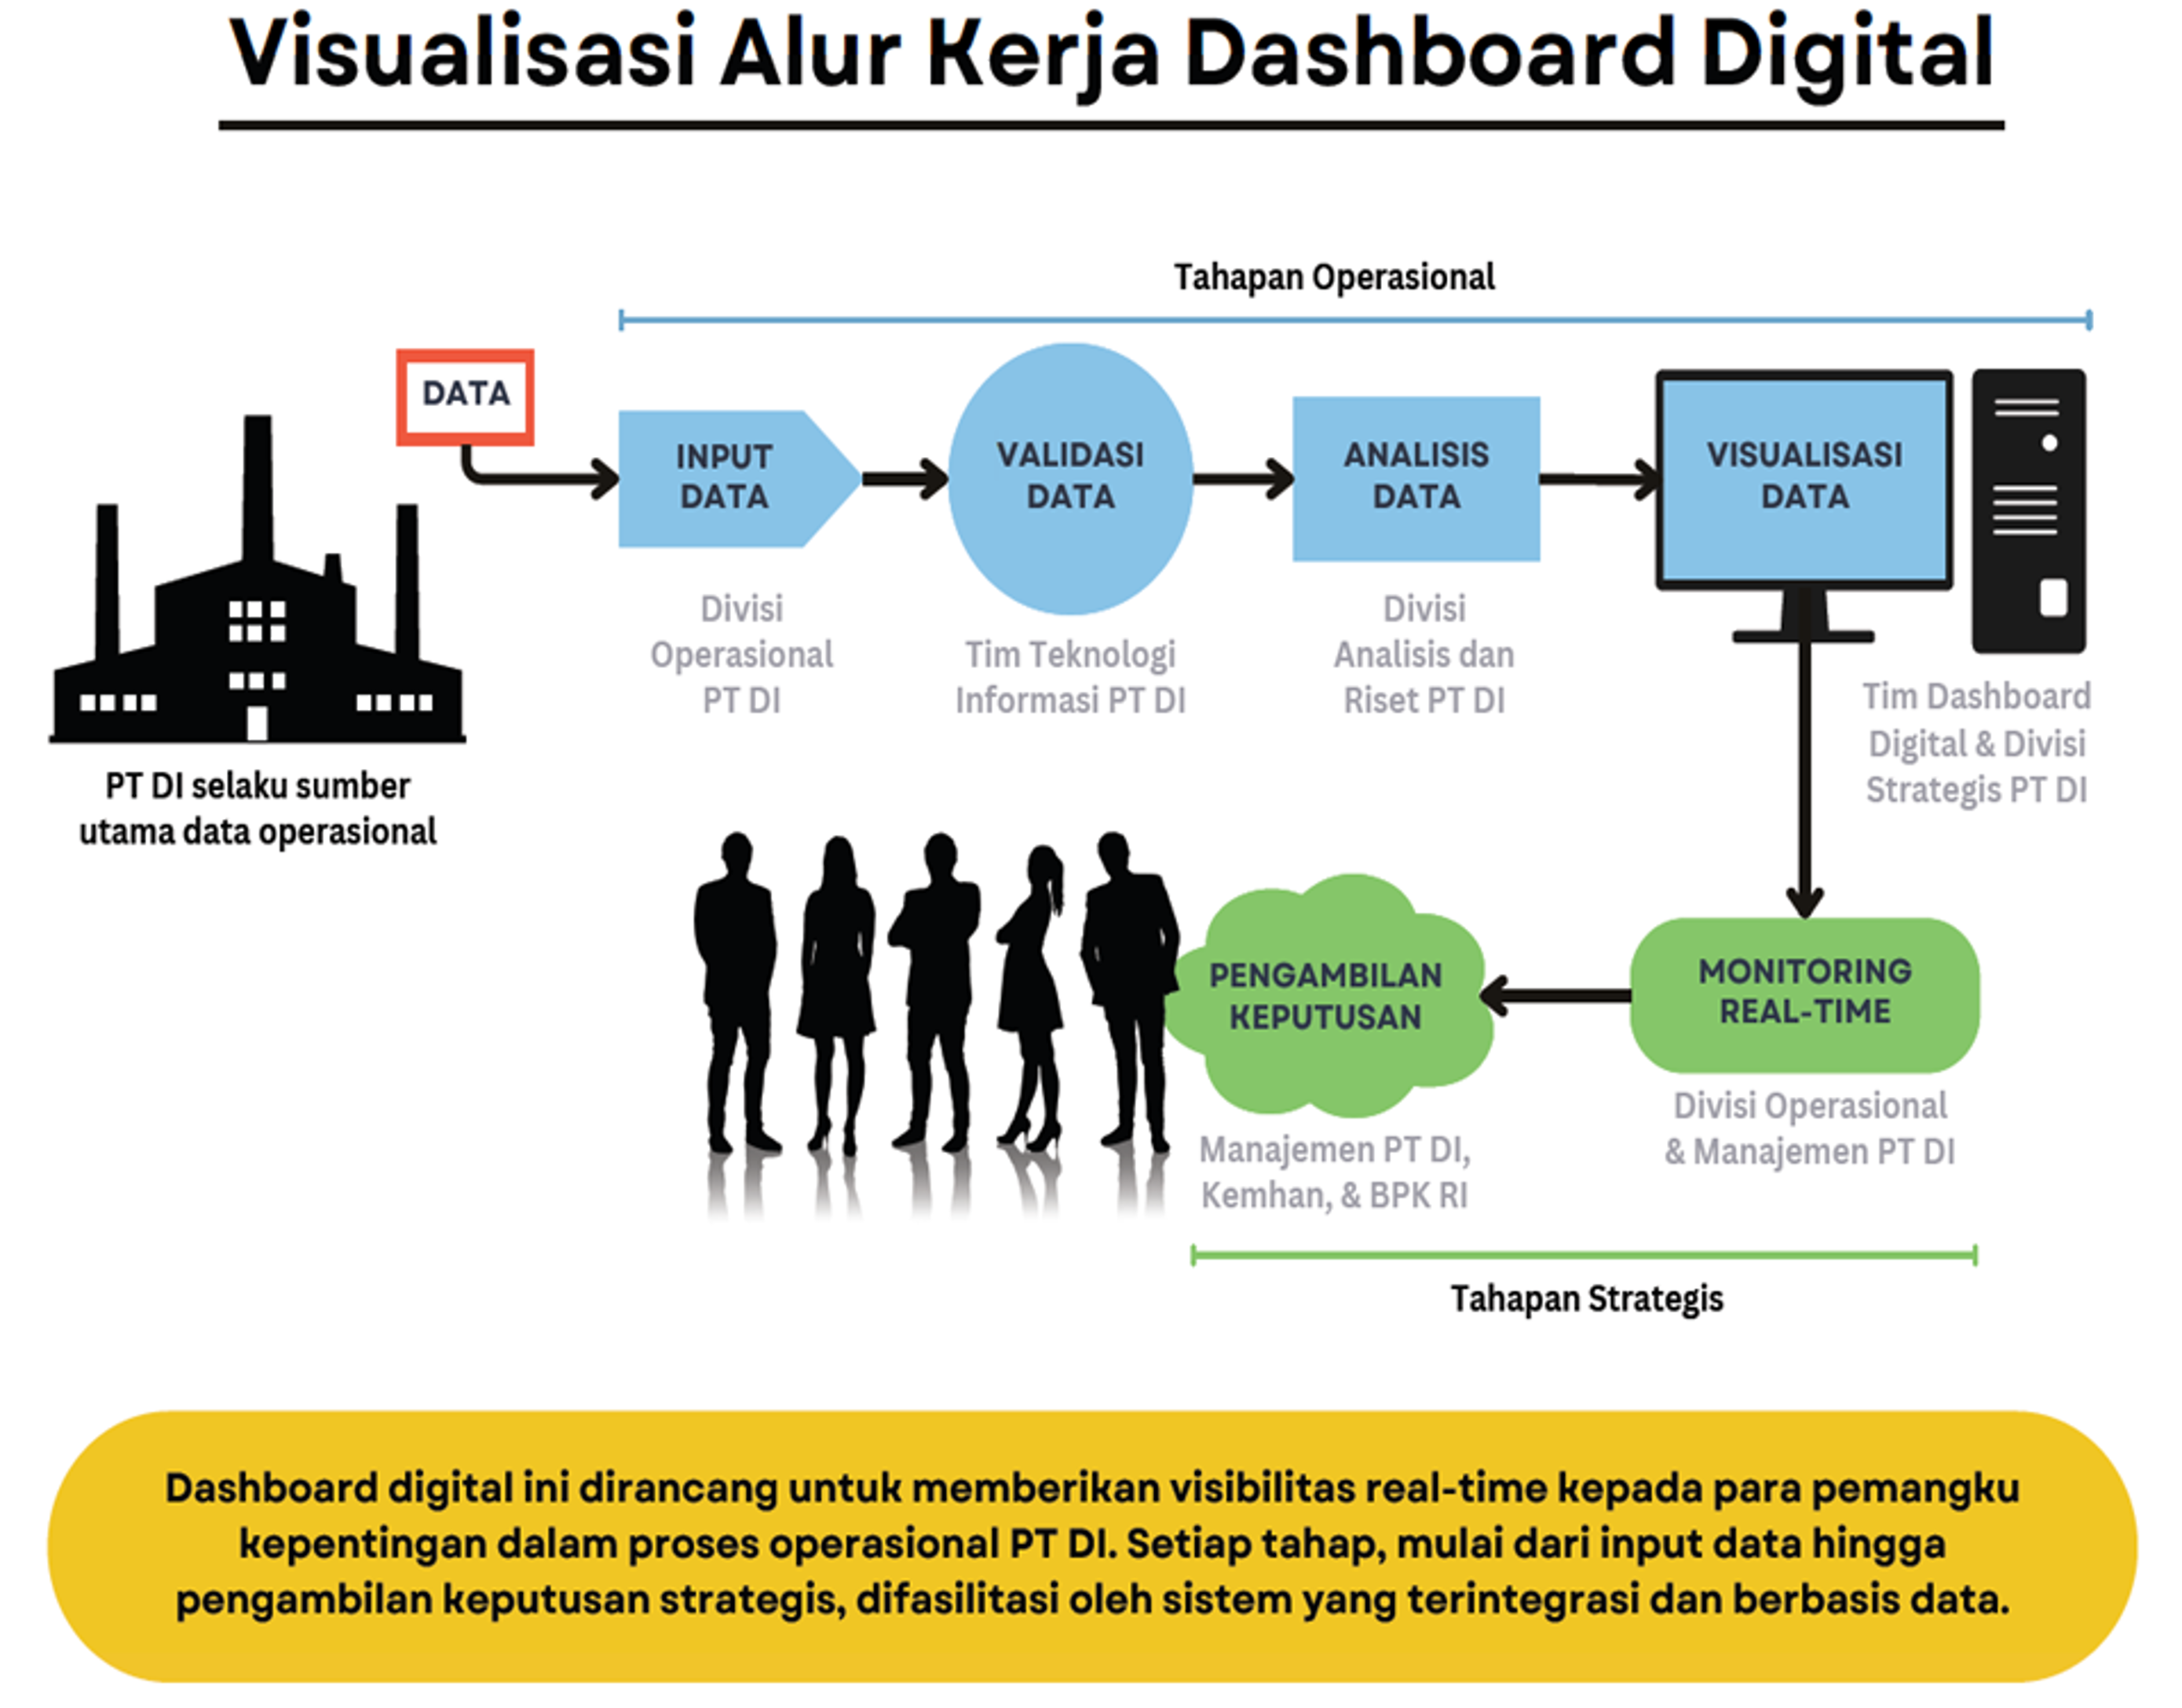 Visualisasi Alur Kerja Dashboard Digital
Tahapan Operasional
DATA
INPUT
DATA
VALIDASI
DATA
ANALISIS
DATA
VISUALISASI
DATA
Divisi
Operasional
PT DI
Tim Teknologi
Informasi PT DI
Divisi
Analisis dan
Riset PT DI
Tim Dashboard
Digital & Divisi
Strategis PT DI
PT DI selaku sumber
utama data operasional
MONITORING
REAL-TIME
Divisi Operasional
& Manajemen PT DI
PENGAMBILAN
KEPUTUSAN
Manajemen PT DI,
Kemhan, & BPK RI
Tahapan Strategis
Dashboard digital ini dirancang untuk memberikan visibilitas real-time kepada para pemangku
kepentingan dalam proses operasional PT DI. Setiap tahap, mulai dari input data hingga
pengambilan keputusan strategis, difasilitasi oleh sistem yang terintegrasi dan berbasis data.